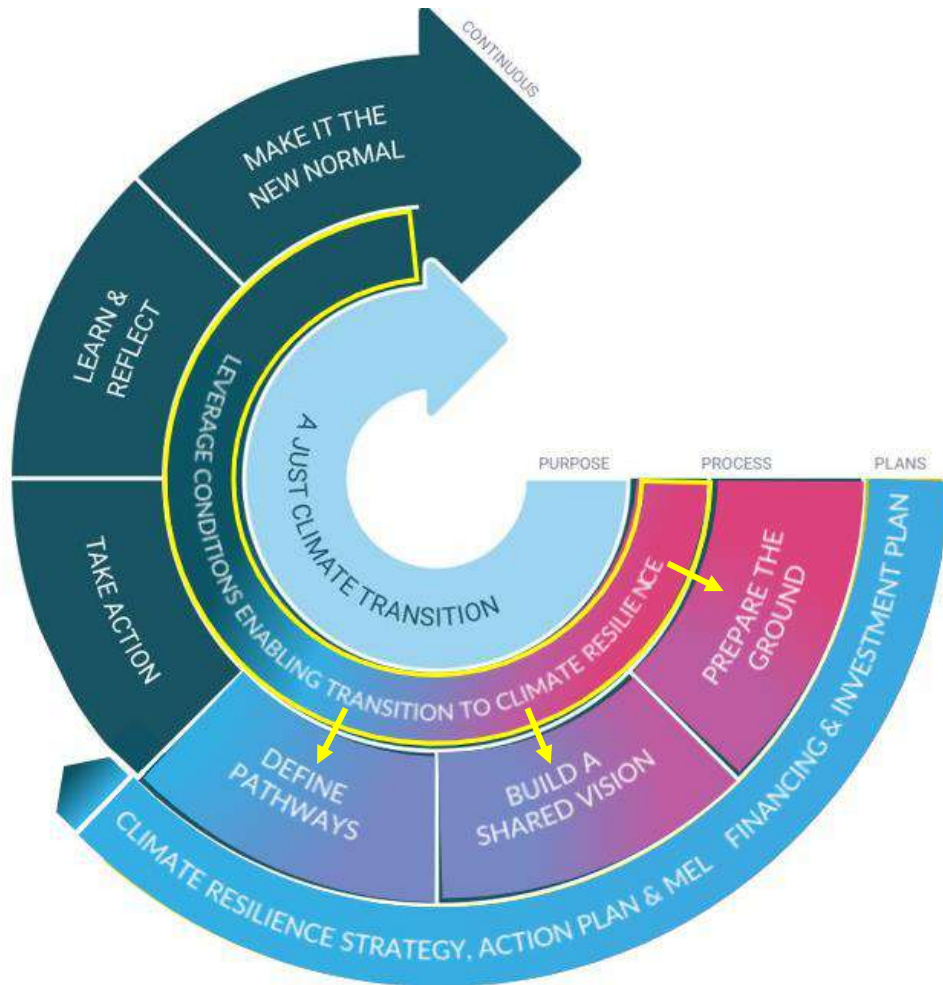 CONTINUOUS
MAKE IT THE
NEW NORMAL
LEARN &
REFLECT
TAKE ACTION
LEVERAGE CONDITIONS ENABLING TRANSITION TO CLIMATE RESILIENCE
A JUST CLIMATE TRANSITION
PURPOSE
PROCESS
PLANS
PREPARE THE
GROUND
BUILD A
SHARED VISION
DEFINE
PATHWAYS
CLIMATE RESILIENCE STRATEGY, ACTION PLAN & MEL
FINANCING & INVESTMENT PLAN